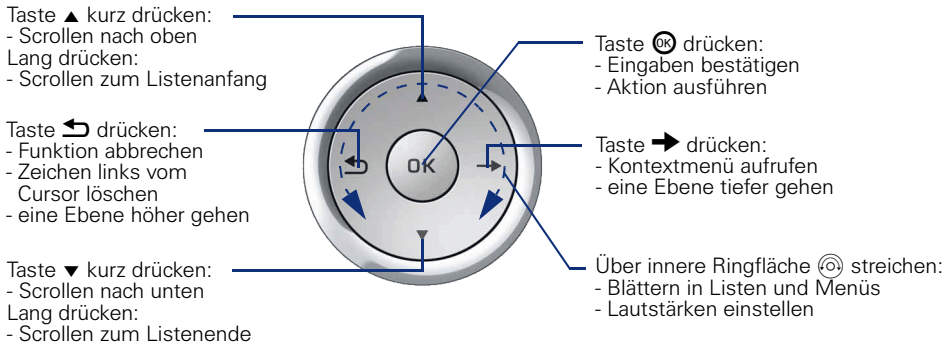 Taste ▲ kurz drücken:
- Scrollen nach oben
Lang drücken:
- Scrollen zum Listenanfang
Taste ⮌ drücken:
- Funktion abbrechen
- Zeichen links vom
Cursor löschen
- eine Ebene höher gehen
Taste ▼ kurz drücken:
- Scrollen nach unten
Lang drücken:
- Scrollen zum Listenende
OK
Taste OK drücken:
- Eingaben bestätigen
- Aktion ausführen
Taste ➔ drücken:
- Kontextmenü aufrufen
- eine Ebene tiefer gehen
Über innere Ringfläche streichen:
- Blättern in Listen und Menüs
- Lautstärken einstellen